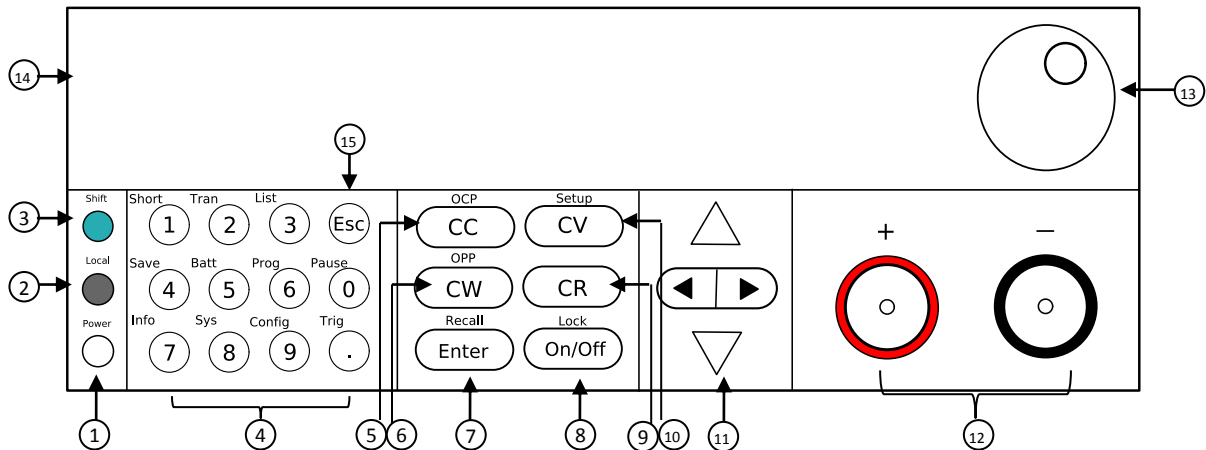 14
13
15
Shift
Short Tran List
OCP
Setup
3
1 2 3 Esc
CC
CV
+ −
Local
Save Batt Prog Pause
OPP
2
4 5 6 0
CW
CR
Power
Info Sys Config Trig
Recall
Lock
7 8 9 .
Enter
On/Off
1
4
5
6
7
8
9
10
11
12